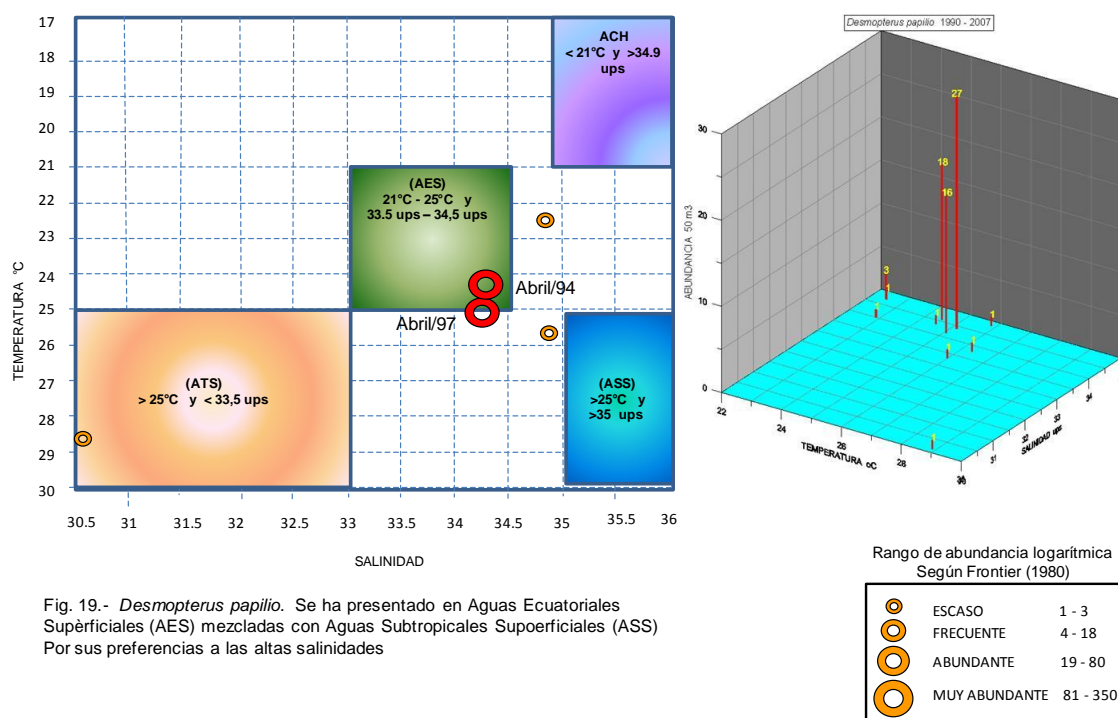 17
18
19
20
21
22
23
24
25
26
27
28
29
30
TEMPERATURA °C
30.5 31 31.5 32 32.5 33 33.5 34 34.5 35 35.5 36
SALINIDAD
ACH
< 21°C y >34.9
ups
(AES)
21°C - 25°C y
33.5 ups – 34,5 ups
Abril/94
Abril/97
(ATS)
> 25°C y < 33,5 ups
(ASS)
>25°C y
>35 ups
Fig. 19.- Desmopterus papilio. Se ha presentado en Aguas Ecuatoriales
Supèrficiales (AES) mezcladas con Aguas Subtropicales Supoerficiales (ASS)
Por sus preferencias a las altas salinidades
Desmopterus papilio 1990 - 2007
30
20
10
0
ABUNDANCIA 50 m3
27
18
16
3
1
1
1
1
1
1
1
22 24 26 28
TEMPERATURA oC
31 32 33 34
SALINIDAD ups
Rango de abundancia logarítmica
Según Frontier (1980)
ESCASO 1 - 3
FRECUENTE 4 - 18
ABUNDANTE 19 - 80
MUY ABUNDANTE 81 - 350